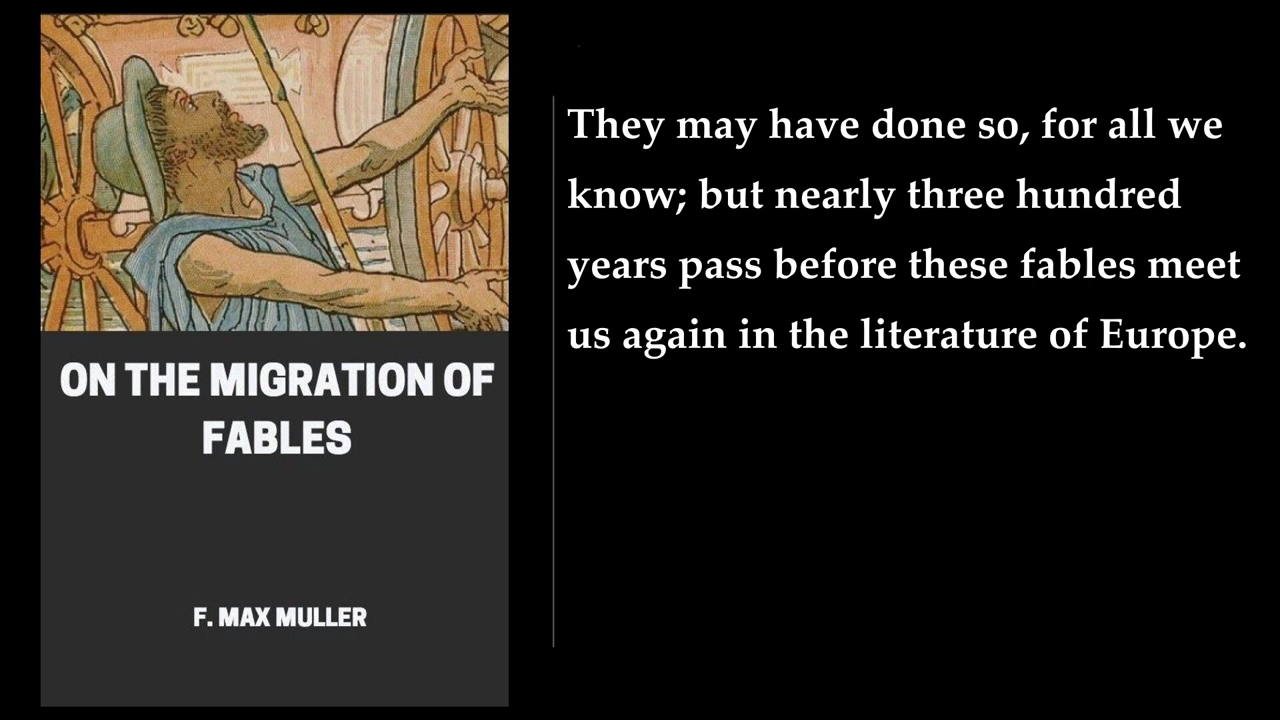 ON THE MIGRATION OF
FABLES
F. MAX MULLER
They may have done so, for all we
know; but nearly three hundred
years pass before these fables meet
us again in the literature of Europe.